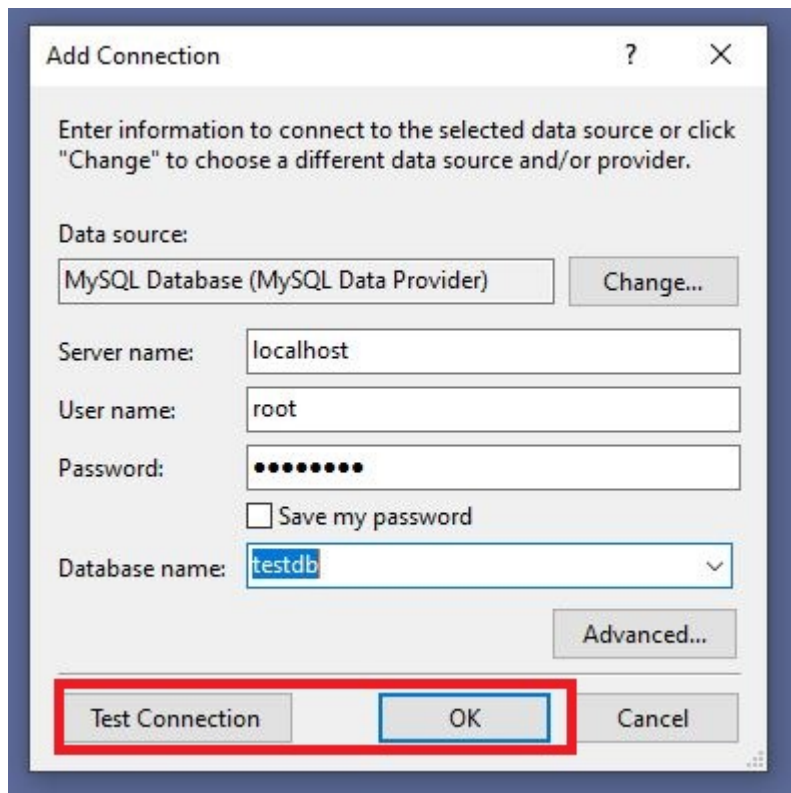 Add Connection ? ✕
Enter information to connect to the selected data source or click
"Change" to choose a different data source and/or provider.
Data source:
MySQL Database (MySQL Data Provider) Change...
Server name: localhost
User name: root
Password: ●●●●●●●●
Save my password
Database name: testdb
Advanced...
Test Connection OK Cancel